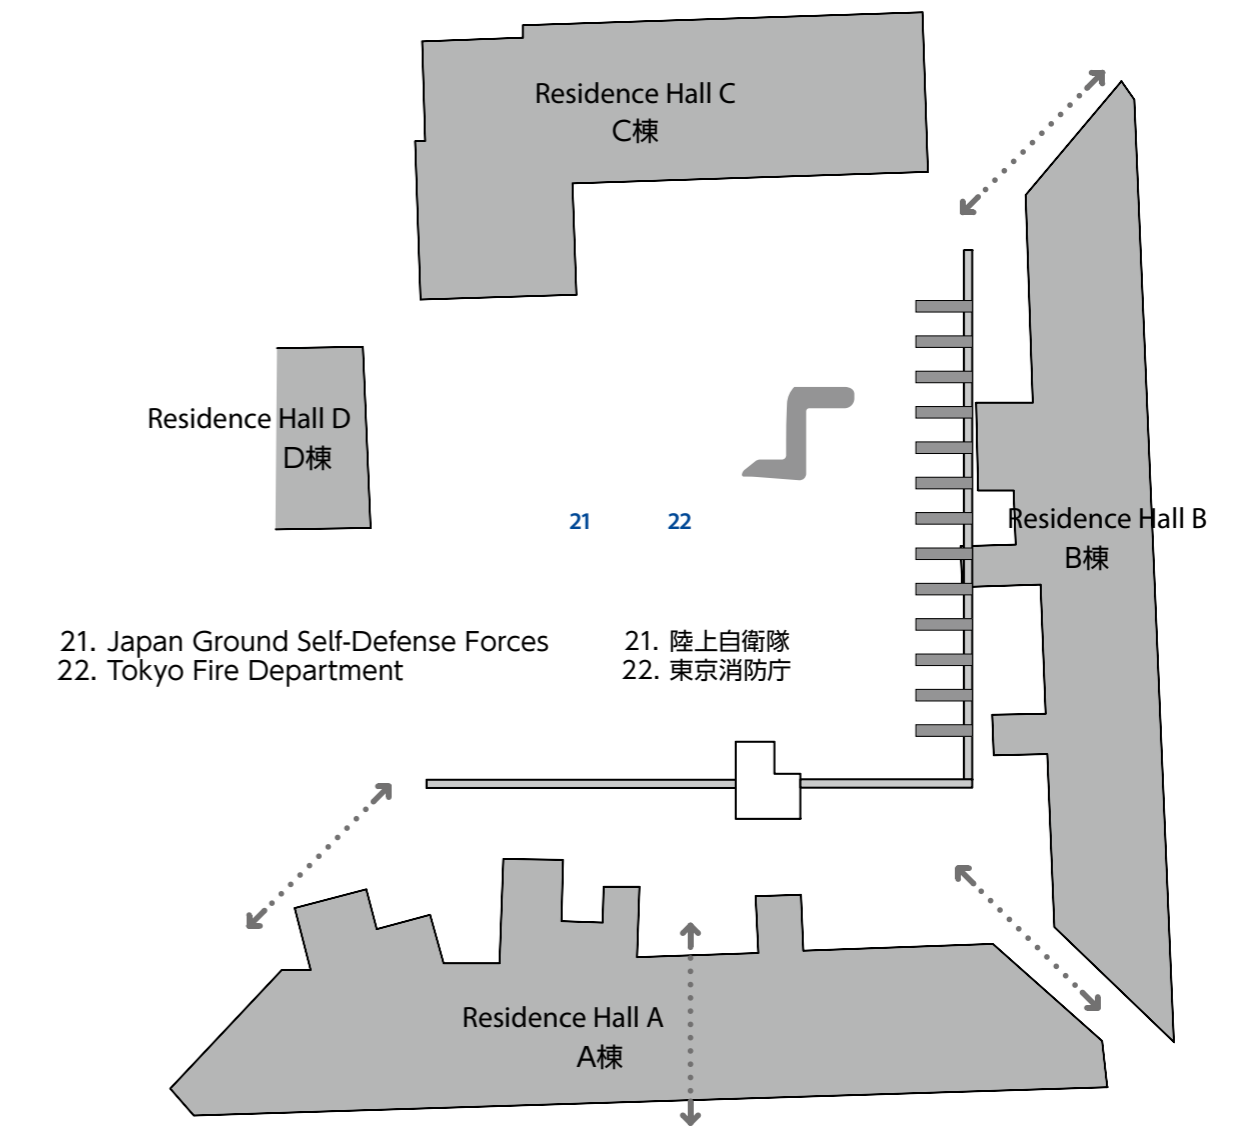 Residence Hall C
C棟
Residence Hall D
D棟
21
22
Residence Hall B
B棟
21. Japan Ground Self-Defense Forces
22. Tokyo Fire Department
21. 陸上自衛隊
22. 東京消防庁
Residence Hall A
A棟